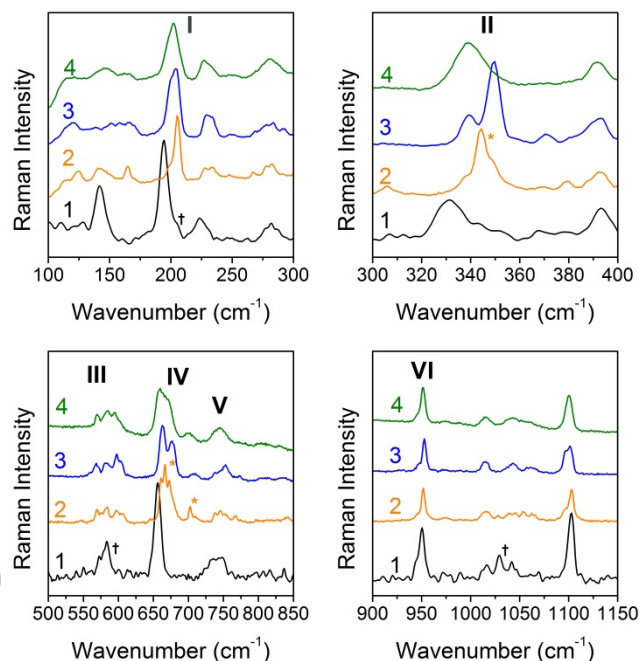 I
4
3
2
1
†
Raman Intensity
100 150 200 250 300
Wavenumber (cm⁻¹)
II
4
3
2
*
1
Raman Intensity
300 320 340 360 380 400
Wavenumber (cm⁻¹)
III IV V
4
3
*
2
*
1
†
Raman Intensity
500 550 600 650 700 750 800 850
Wavenumber (cm⁻¹)
VI
4
3
2
1
†
Raman Intensity
900 950 1000 1050 1100 1150
Wavenumber (cm⁻¹)